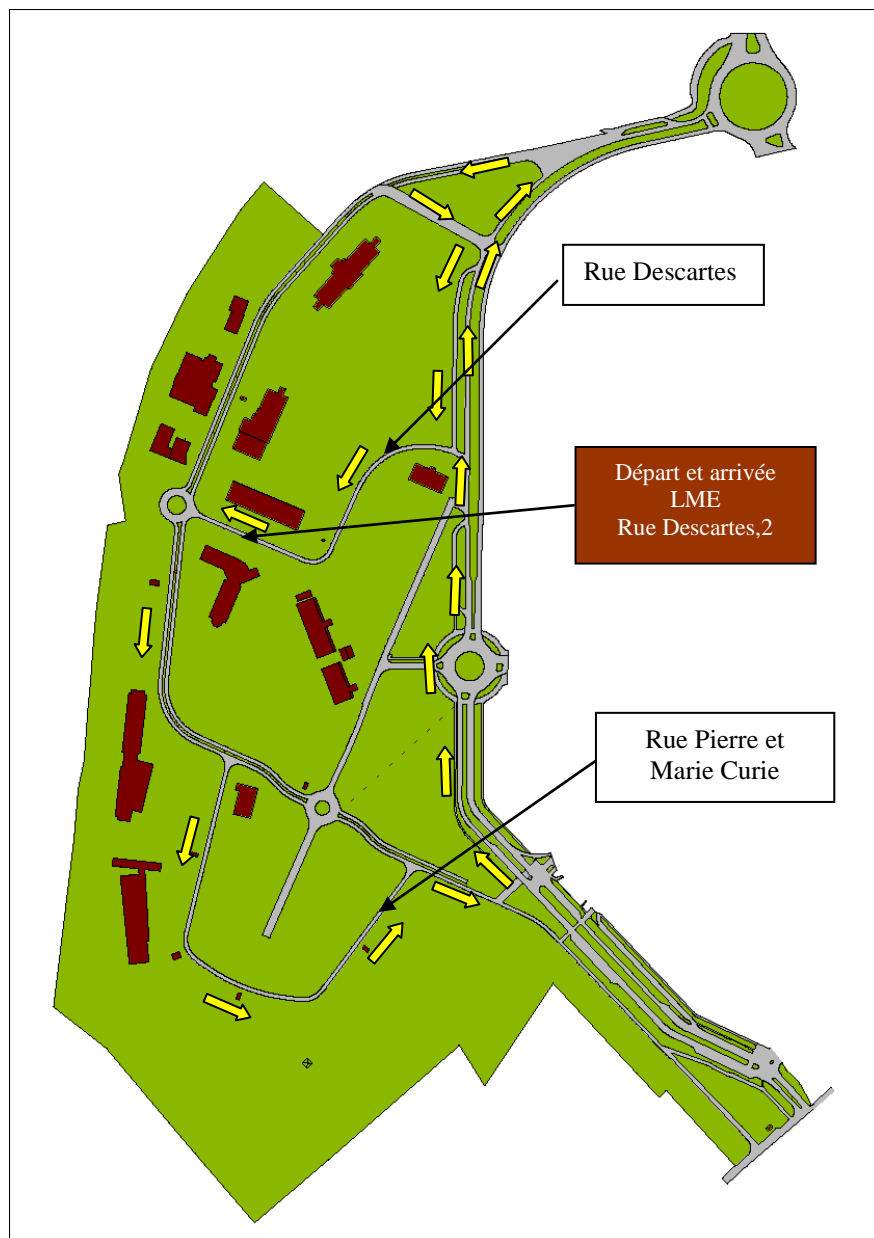 Rue Descartes
Départ et arrivée
LME
Rue Descartes,2
Rue Pierre et
Marie Curie